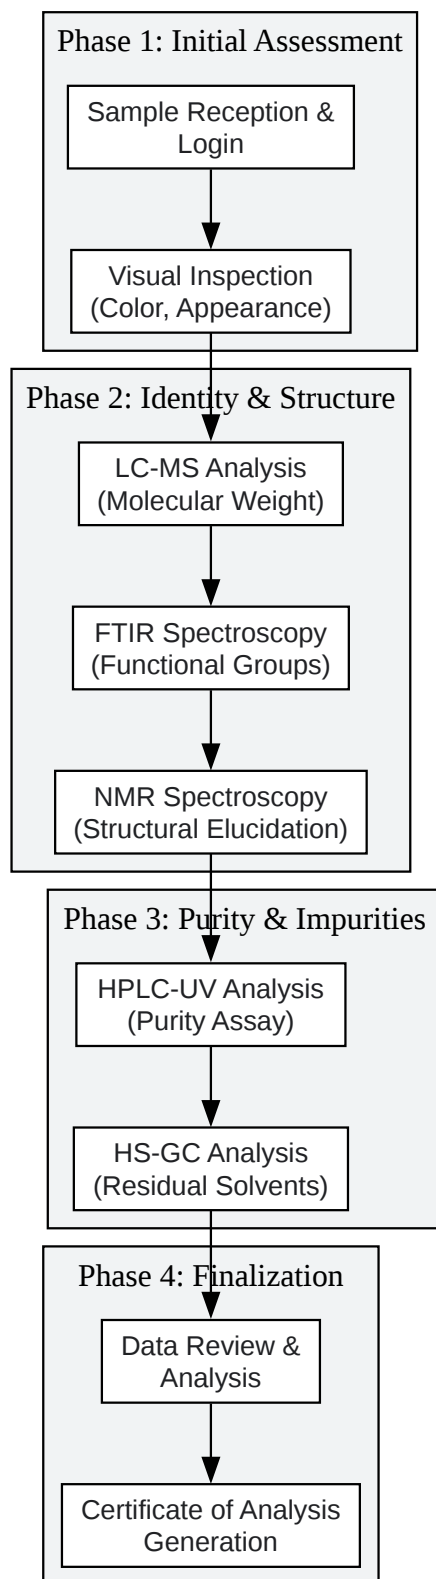 Phase 1: Initial Assessment
Sample Reception &
Login
Visual Inspection
(Color, Appearance)
Phase 2: Identity & Structure
LC-MS Analysis
(Molecular Weight)
FTIR Spectroscopy
(Functional Groups)
NMR Spectroscopy
(Structural Elucidation)
Phase 3: Purity & Impurities
HPLC-UV Analysis
(Purity Assay)
HS-GC Analysis
(Residual Solvents)
Phase 4: Finalization
Data Review &
Analysis
Certificate of Analysis
Generation